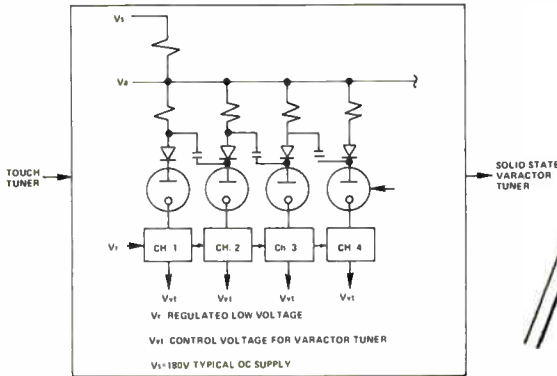 Vs
Va
TOUCH
TUNER
SOLID STATE
VARACTOR
TUNER
Vr
CH. 1
CH. 2
Ch. 3
CH. 4
Vvt Vvt Vvt Vvt
Vr REGULATED LOW VOLTAGE
Vvt CONTROL VOLTAGE FOR VARACTOR TUNER
Vs=180V TYPICAL OC SUPPLY